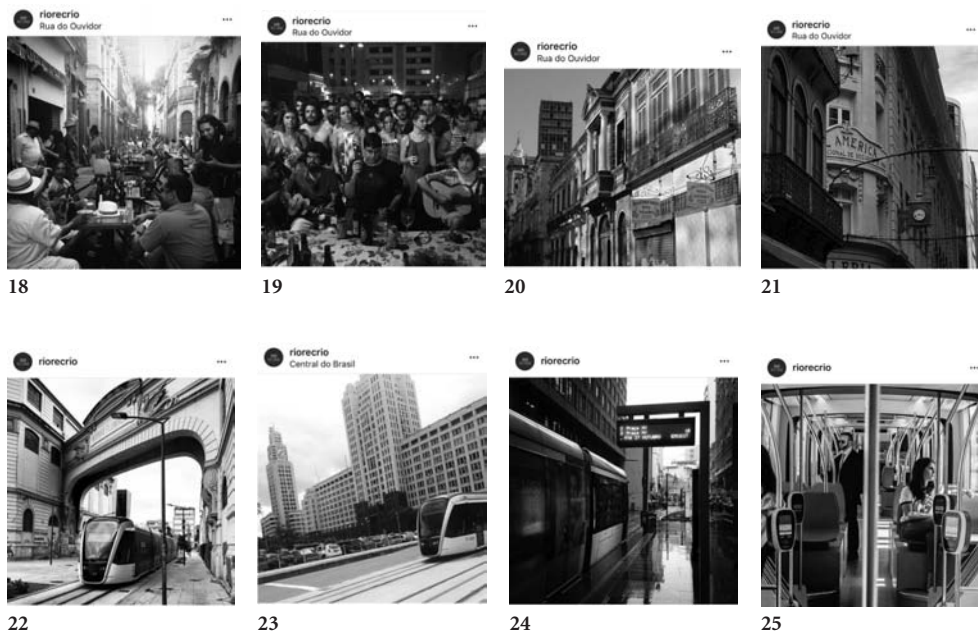 riorecrio
Rua do Ouvidor
riorecrio
Rua do Ouvidor
riorecrio
Rua do Ouvidor
riorecrio
Rua do Ouvidor
AMERICA
18
19
20
21
riorecrio
riorecrio
Central do Brasil
riorecrio
riorecrio
22
23
24
25